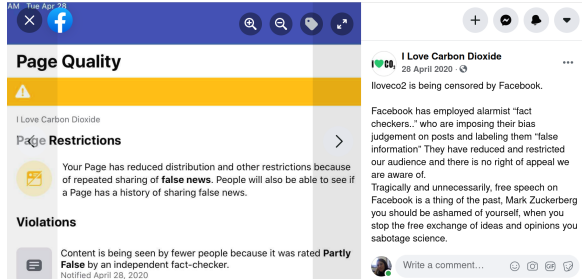 AM Tue Apr 28
Page Quality
I Love Carbon Dioxide
Page Restrictions
Your Page has reduced distribution and other restrictions because
of repeated sharing of false news. People will also be able to see if
a Page has a history of sharing false news.
Violations
Content is being seen by fewer people because it was rated Partly
False by an independent fact-checker.
Notified April 28, 2020
I ♥ CO₂
I Love Carbon Dioxide
28 April 2020 ·
Iloveco2 is being censored by Facebook.
Facebook has employed alarmist “fact
checkers..” who are imposing their bias
judgement on posts and labeling them “false
information” They have reduced and restricted
our audience and there is no right of appeal we
are aware of.
Tragically and unnecessarily, free speech on
Facebook is a thing of the past, Mark Zuckerberg
you should be ashamed of yourself, when you
stop the free exchange of ideas and opinions you
sabotage science.
Write a comment...
GIF